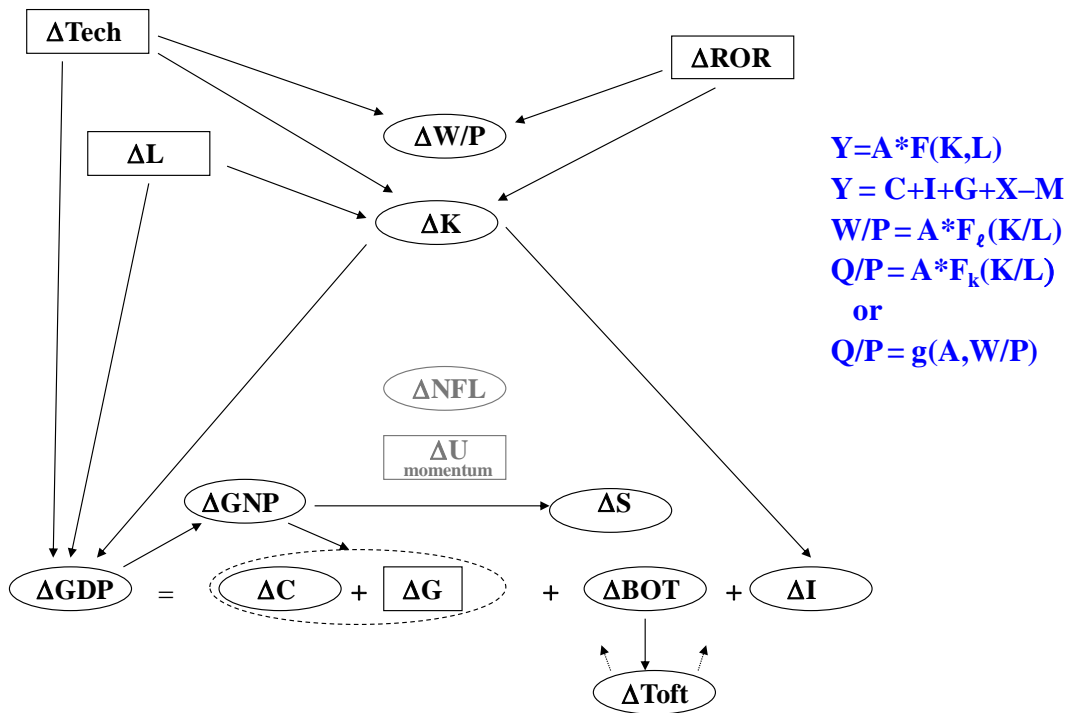 ΔTech
ΔROR
ΔW/P
ΔL
ΔK
Y=A*F(K,L)
Y = C+I+G+X–M
W/P = A*Fℓ(K/L)
Q/P = A*Fk(K/L)
or
Q/P = g(A,W/P)
ΔNFL
ΔU
momentum
ΔGNP
ΔS
ΔGDP = ΔC + ΔG + ΔBOT + ΔI
ΔToft